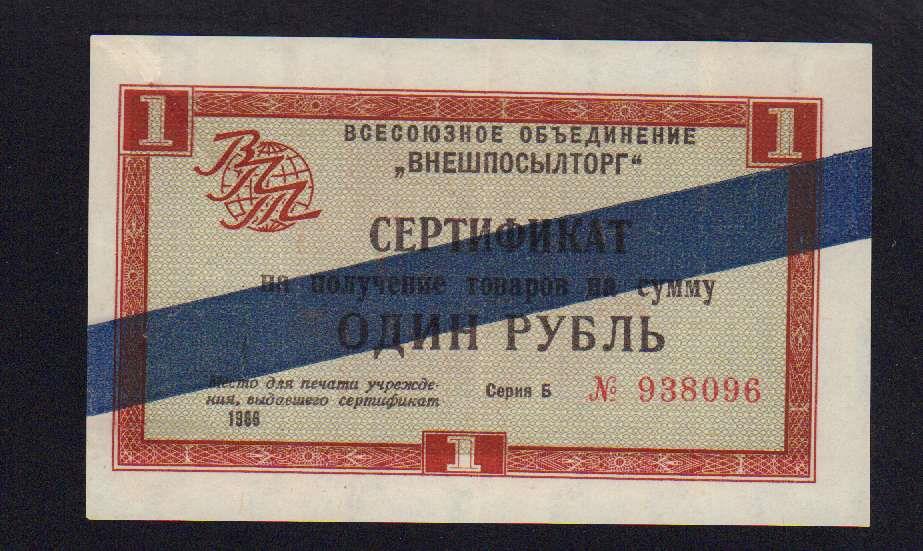 1
1
ВПТ
ВСЕСОЮЗНОЕ ОБЪЕДИНЕНИЕ
„ВНЕШПОСЫЛТОРГ“
СЕРТИФИКАТ
на получение товаров на сумму
ОДИН РУБЛЬ
Место для печати учрежде-
ния, выдавшего сертификат
1966
Серия Б № 938096
1